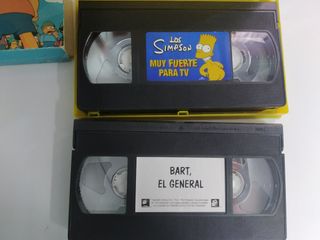 LOS
SIMPSON
MUY FUERTE
PARA TV
BART,
EL GENERAL